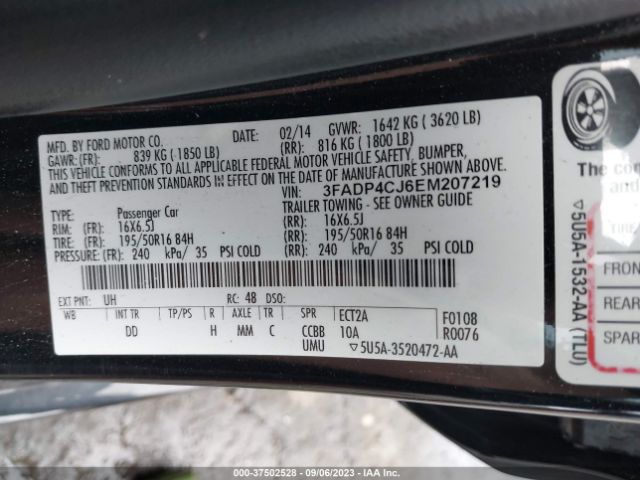 MFD. BY FORD MOTOR CO.
DATE: 02/14 GVWR: 1642 KG ( 3620 LB)
GAWR: (FR): 839 KG ( 1850 LB) (RR): 816 KG ( 1800 LB)
THIS VEHICLE CONFORMS TO ALL APPLICABLE FEDERAL MOTOR VEHICLE SAFETY, BUMPER,
AND THEFT PREVENTION STANDARDS IN EFFECT ON THE DATE OF MANUFACTURE SHOWN ABOVE.
VIN: 3FADP4CJ6EM207219
TYPE: Passenger Car TRAILER TOWING - SEE OWNER GUIDE
RIM: (FR): 16X6.5J (RR): 16X6.5J
TIRE: (FR): 195/50R16 84H (RR): 195/50R16 84H
PRESSURE: (FR): 240 kPa/ 35 PSI COLD (RR): 240 kPa/ 35 PSI COLD
EXT PNT: UH RC: 48 DSO:
WB INT TR TP/PS R AXLE TR SPR ECT2A F0108
DD H MM C CCBB 10A R0076
UMU ▽5U5A-3520472-AA
The con
TIRE
FRON
REAR
SPAR
▽5U5A-1532-AA (TLU)
000-37502528 - 09/06/2023 - IAA Inc.